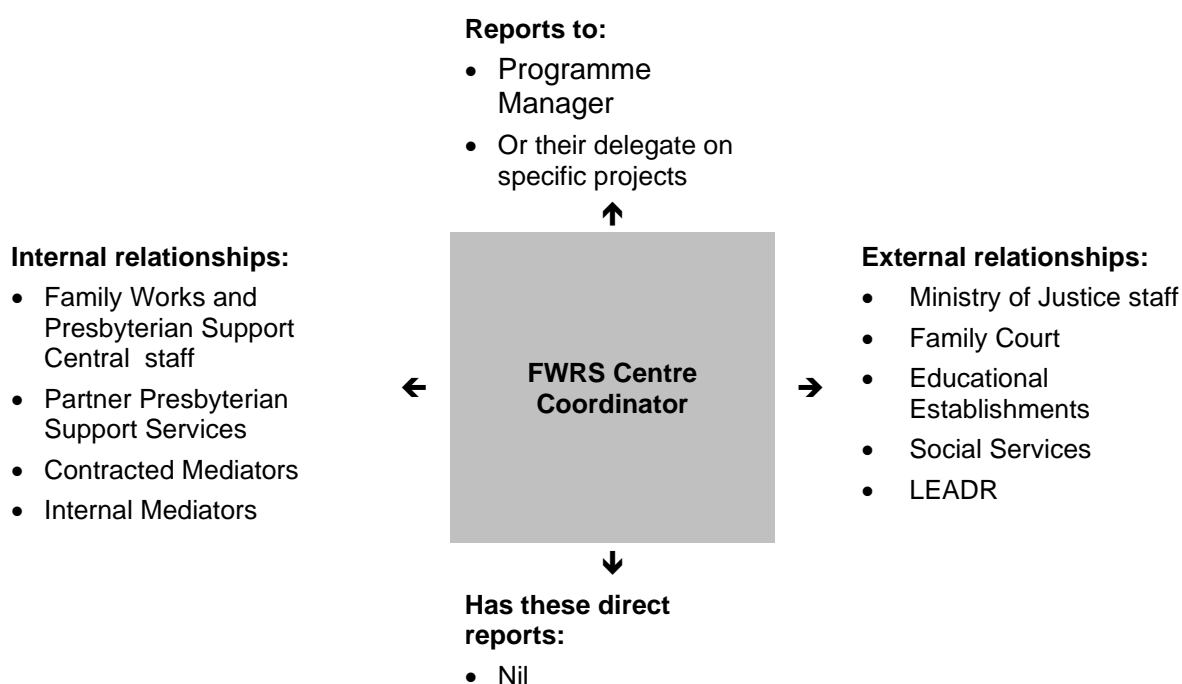 Reports to:
• Programme
Manager
• Or their delegate on
specific projects
↑
Internal relationships:
• Family Works and
Presbyterian Support
Central staff
• Partner Presbyterian
Support Services
• Contracted Mediators
• Internal Mediators
←
FWRS Centre
Coordinator
→
External relationships:
• Ministry of Justice staff
• Family Court
• Educational
Establishments
• Social Services
• LEADR
↓
Has these direct
reports:
• Nil